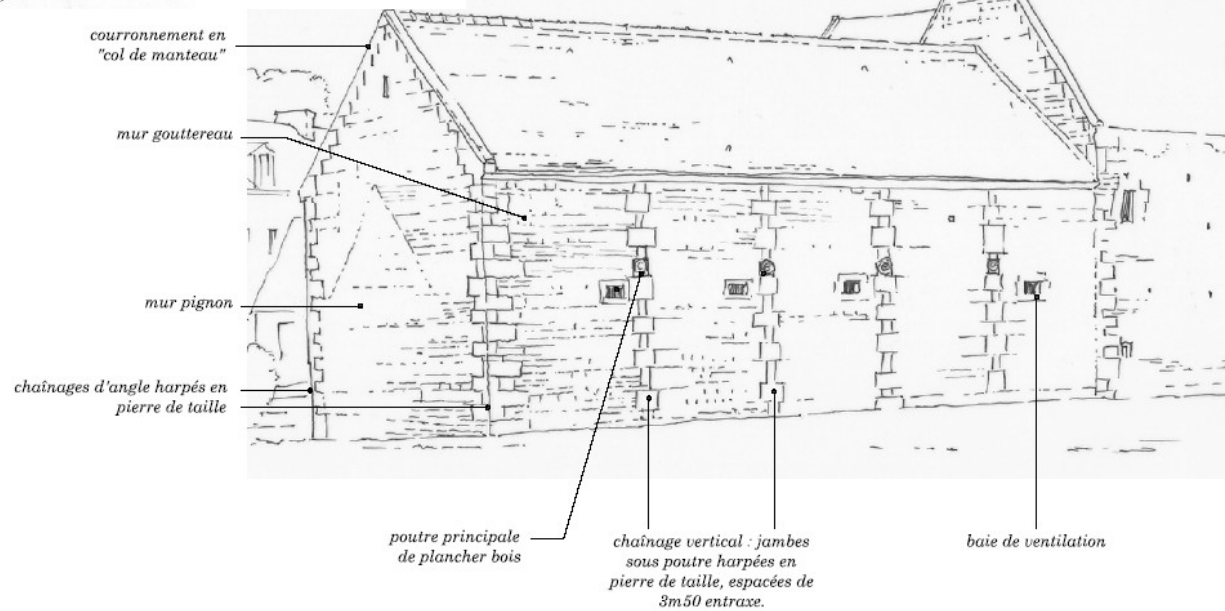 courronnement en
"col de manteau"
mur gouttereau
mur pignon
chaînages d'angle harpés en
pierre de taille
poutre principale
de plancher bois
chaînage vertical : jambes
sous poutre harpées en
pierre de taille, espacées de
3m50 entraxe.
baie de ventilation